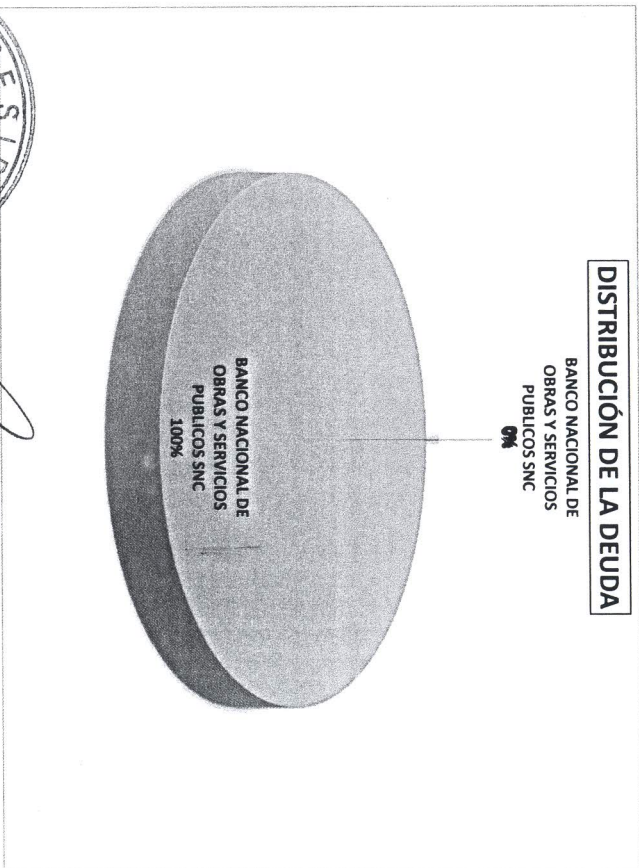 DISTRIBUCIÓN DE LA DEUDA
BANCO NACIONAL DE
OBRAS Y SERVICIOS
PUBLICOS SNC
0%
BANCO NACIONAL DE
OBRAS Y SERVICIOS
PUBLICOS SNC
100%